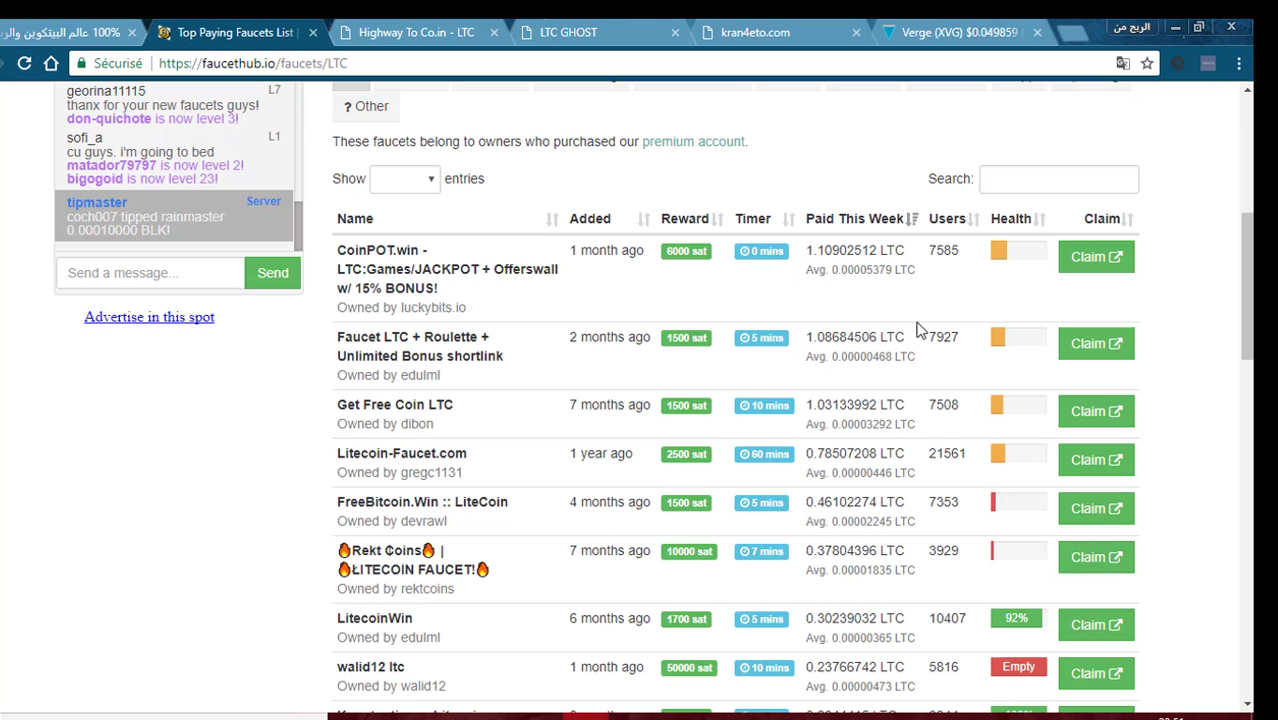 100% عالم البيتكوين والرب
Top Paying Faucets List |
Highway To Co.in - LTC
LTC GHOST
kran4eto.com
Verge (XVG) $0.049859
الربح من
Sécurisé
https://faucethub.io/faucets/LTC
georina11115 L7
thanx for your new faucets guys!
don-quichote is now level 3!
sofi_a L1
cu guys. i'm going to bed
matador79797 is now level 2!
bigogoid is now level 23!
tipmaster Server
coch007 tipped rainmaster
0.00010000 BLK!
Send a message... Send
Advertise in this spot
? Other
These faucets belong to owners who purchased our premium account.
Show entries Search:
Name Added Reward Timer Paid This Week Users Health Claim
CoinPOT.win - 1 month ago 6000 sat 0 mins 1.10902512 LTC 7585 Claim
LTC:Games/JACKPOT + Offerswall Avg. 0.00005379 LTC
w/ 15% BONUS!
Owned by luckybits.io
Faucet LTC + Roulette + 2 months ago 1500 sat 5 mins 1.08684506 LTC 7927 Claim
Unlimited Bonus shortlink Avg. 0.00000468 LTC
Owned by edulml
Get Free Coin LTC 7 months ago 1500 sat 10 mins 1.03133992 LTC 7508 Claim
Owned by dibon Avg. 0.00003292 LTC
Litecoin-Faucet.com 1 year ago 2500 sat 60 mins 0.78507208 LTC 21561 Claim
Owned by gregc1131 Avg. 0.00000446 LTC
FreeBitcoin.Win :: LiteCoin 4 months ago 1500 sat 5 mins 0.46102274 LTC 7353 Claim
Owned by devrawl Avg. 0.00002245 LTC
🔥Rekt ₵oins🔥 | 7 months ago 10000 sat 7 mins 0.37804396 LTC 3929 Claim
🔥ŁITECOIN FAUCET!🔥 Avg. 0.00001835 LTC
Owned by rektcoins
LitecoinWin 6 months ago 1700 sat 5 mins 0.30239032 LTC 10407 92% Claim
Owned by edulml Avg. 0.00000365 LTC
walid12 ltc 1 month ago 50000 sat 10 mins 0.23766742 LTC 5816 Empty Claim
Owned by walid12 Avg. 0.00000473 LTC